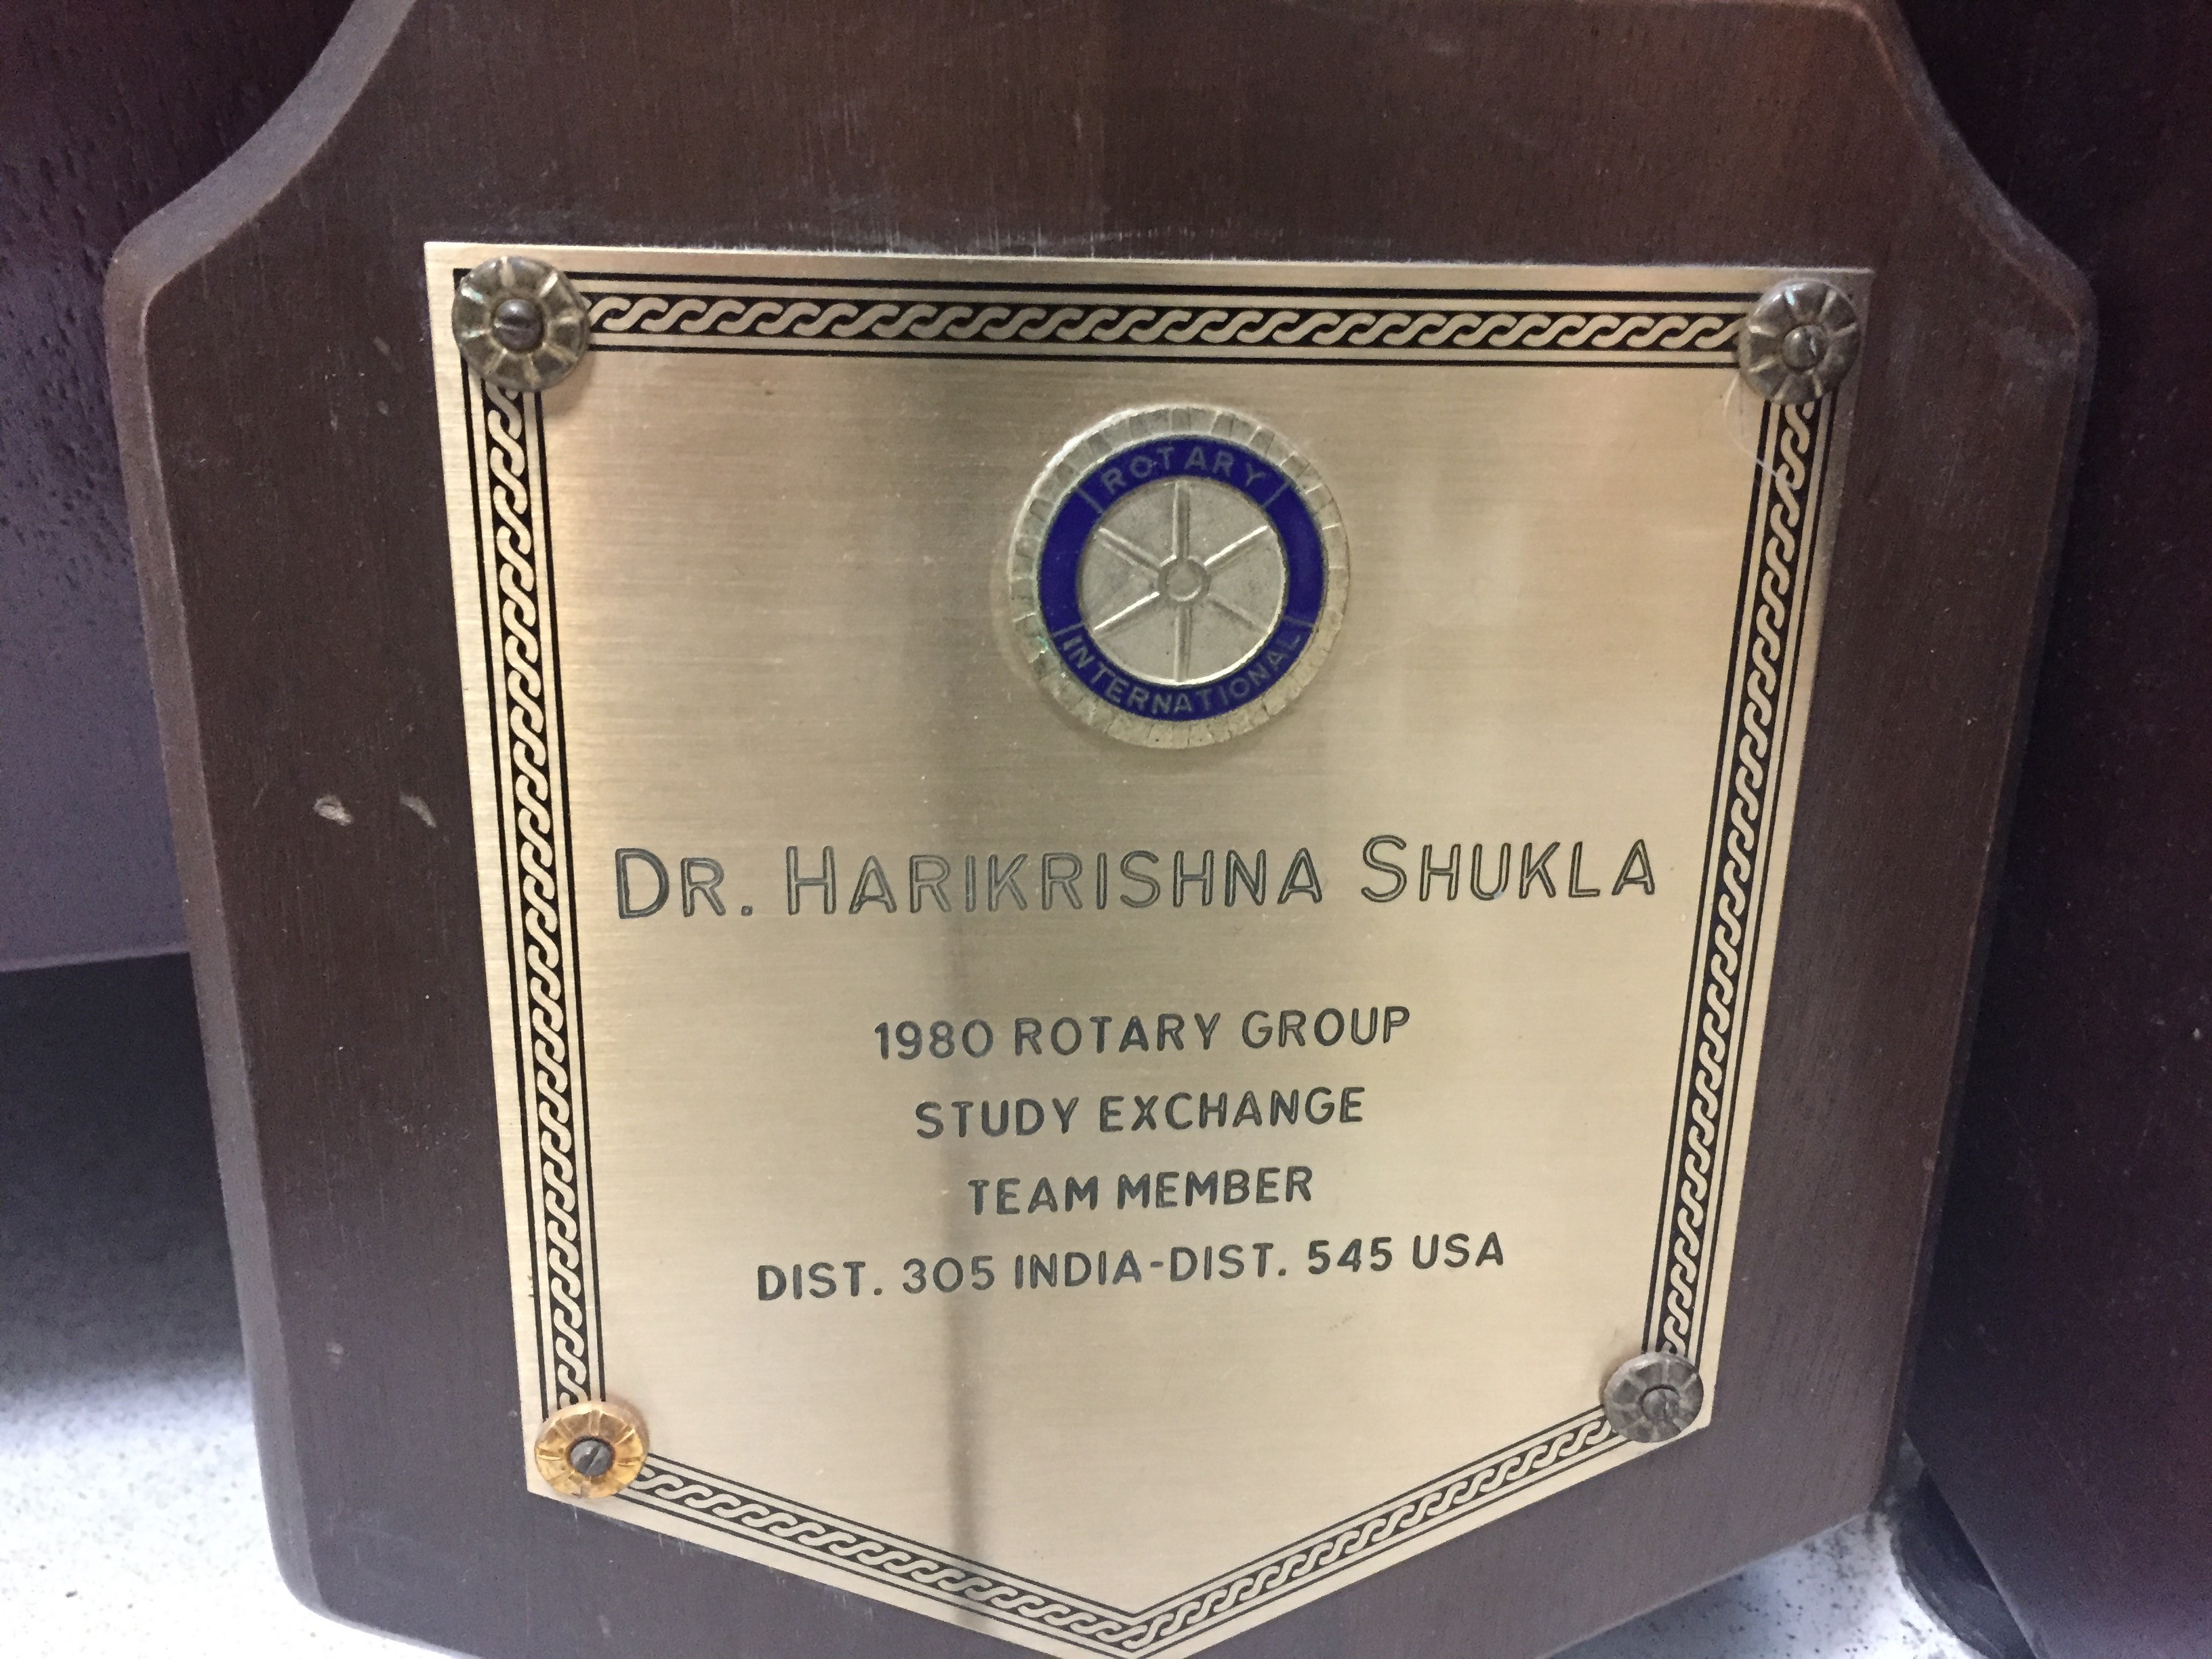 ROTARY
INTERNATIONAL
DR. HARIKRISHNA SHUKLA
1980 ROTARY GROUP
STUDY EXCHANGE
TEAM MEMBER
DIST. 305 INDIA-DIST. 545 USA